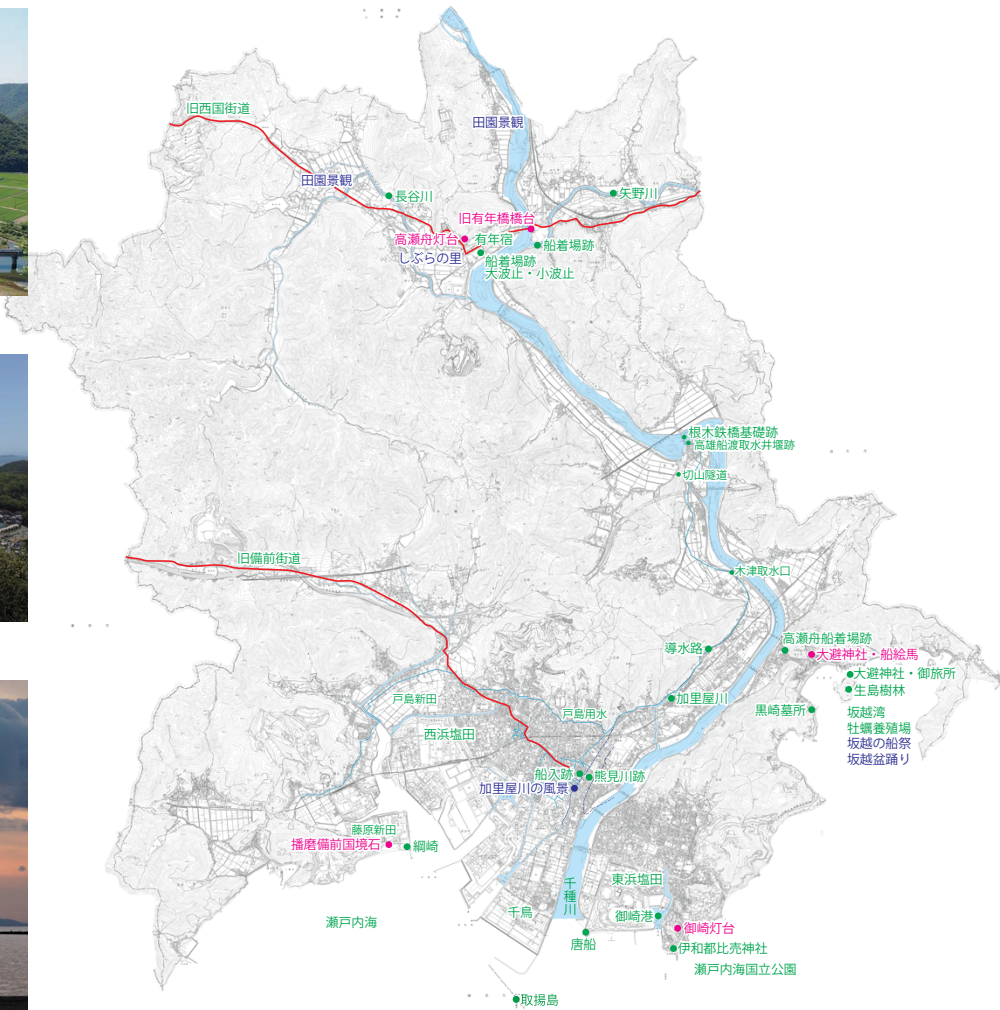 旧西国街道
田園景観
田園景観
長谷川
矢野川
旧有年橋橋台
高瀬舟灯台
有年宿
船着場跡
しぶらの里
船着場跡
大波止・小波止
根木鉄橋基礎跡
高雄船渡取水井堰跡
切山隧道
旧備前街道
木津取水口
高瀬舟船着場跡
導水路
大避神社・船絵馬
大避神社・御旅所
生島樹林
戸島新田
加里屋川
黒崎墓所
坂越湾
牡蠣養殖場
坂越の船祭
坂越盆踊り
戸島用水
西浜塩田
船入跡
熊見川跡
加里屋川の風景
藤原新田
播磨備前国境石
綱崎
千種川
東浜塩田
千鳥
御崎港
瀬戸内海
御崎灯台
唐船
伊和都比売神社
瀬戸内海国立公園
取揚島